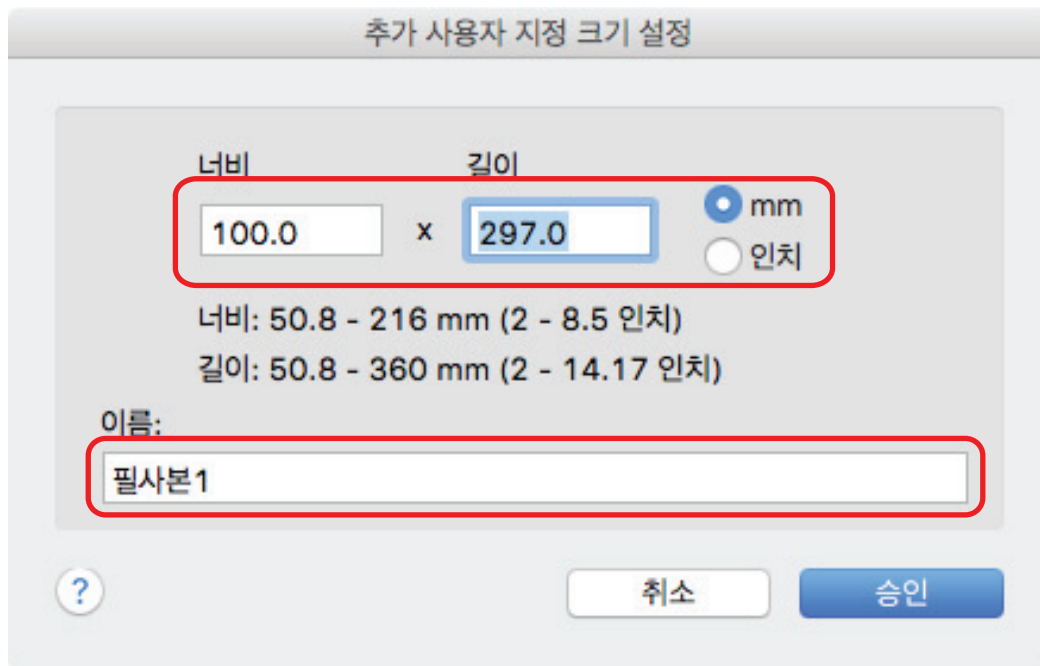 추가 사용자 지정 크기 설정
너비 길이
100.0 x 297.0 mm
인치
너비: 50.8 - 216 mm (2 - 8.5 인치)
길이: 50.8 - 360 mm (2 - 14.17 인치)
이름:
필사본1
? 취소 승인